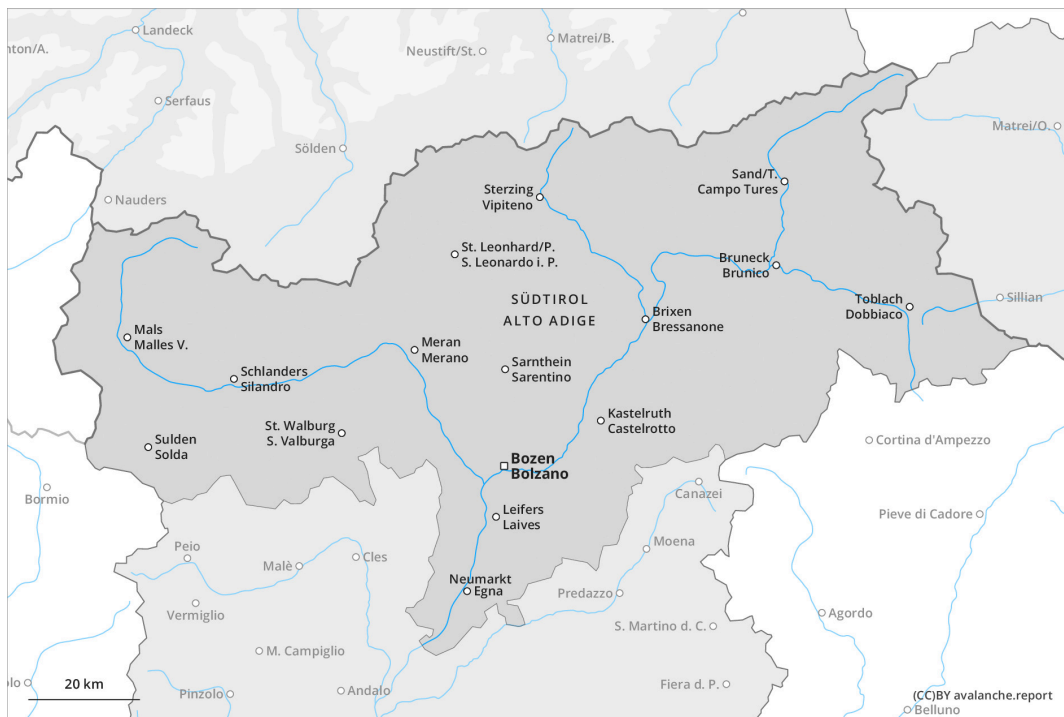 Landeck
nton/A.
Neustift/St.
Matrei/B.
Serfaus
Matrei/O.
Sölden
Sand/T.
Campo Tures
Nauders
Sterzing
Vipiteno
St. Leonhard/P.
S. Leonardo i. P.
Bruneck
Brunico
SÜDTIROL
ALTO ADIGE
Toblach
Dobbiaco
Sillian
Brixen
Bressanone
Mals
Malles V.
Meran
Merano
Sarnthein
Sarentino
Schlanders
Silandro
Kastelruth
Castelrotto
St. Walburg
S. Valburga
Sulden
Solda
Cortina d'Ampezzo
Bozen
Bolzano
Bormio
Canazei
Leifers
Laives
Pieve di Cadore
Peio
Malè
Cles
Moena
Neumarkt
Egna
Predazzo
Vermiglio
Agordo
S. Martino d. C.
M. Campiglio
olo
20 km
Pinzolo
Andalo
Fiera d. P.
(CC)BY avalanche.report
Belluno